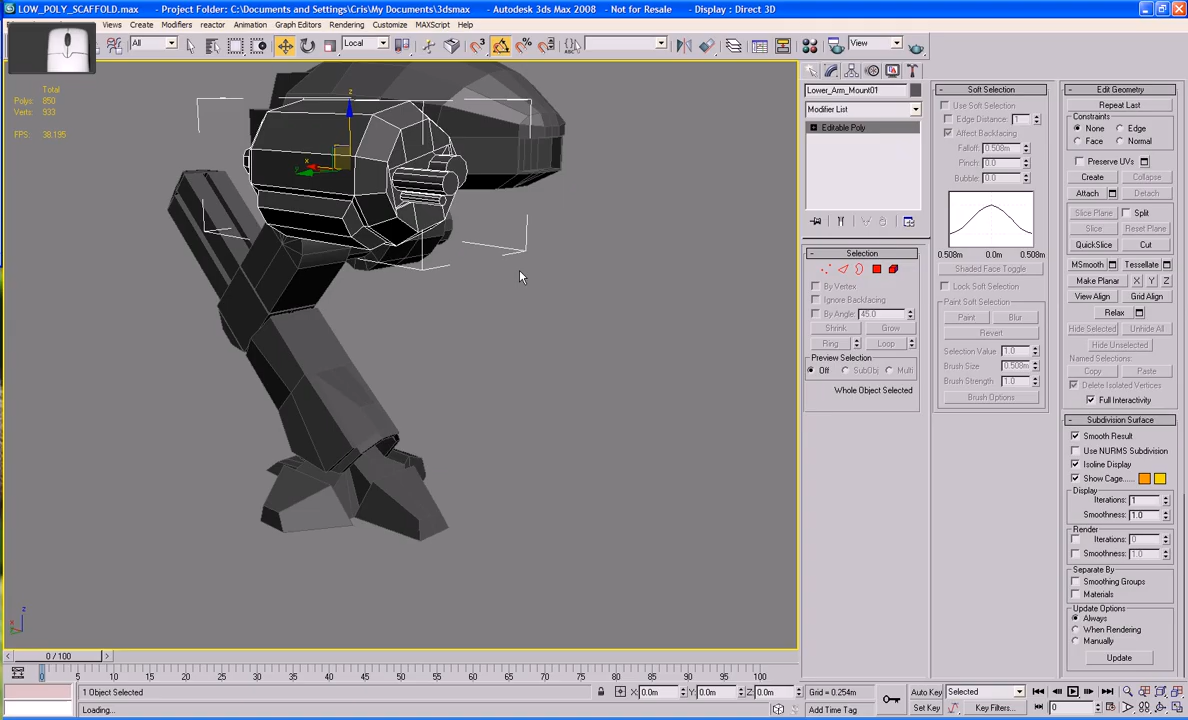 LOW_POLY_SCAFFOLD.max - Project Folder: C:\Documents and Settings\Cris\My Documents\3dsmax - Autodesk 3ds Max 2008 - Not for Resale - Display : Direct 3D
Views Create Modifiers reactor Animation Graph Editors Rendering Customize MAXScript Help
All Local View
Total
Polys: 850
Verts: 933
FPS: 38.195
z
x
y
z
Lower_Arm_Mount01
Modifier List
Editable Poly
Selection
By Vertex
Ignore Backfacing
By Angle: 45.0
Shrink Grow
Ring Loop
Preview Selection
Off SubObj Multi
Whole Object Selected
Soft Selection
Use Soft Selection
Edge Distance: 1
Affect Backfacing
Falloff: 0.508m
Pinch: 0.0
Bubble: 0.0
0.508m 0.0m 0.508m
Shaded Face Toggle
Lock Soft Selection
Paint Soft Selection
Paint Blur
Revert
Selection Value 1.0
Brush Size 0.508m
Brush Strength 1.0
Brush Options
Edit Geometry
Repeat Last
Constraints
None Edge
Face Normal
Preserve UVs
Create Collapse
Attach Detach
Slice Plane Split
Slice Reset Plane
QuickSlice Cut
MSmooth Tessellate
Make Planar X Y Z
View Align Grid Align
Relax
Hide Selected Unhide All
Hide Unselected
Named Selections:
Copy Paste
Delete Isolated Vertices
Full Interactivity
Subdivision Surface
Smooth Result
Use NURMS Subdivision
Isoline Display
Show Cage......
Display
Iterations: 1
Smoothness: 1.0
Render
Iterations: 0
Smoothness: 1.0
Separate By
Smoothing Groups
Materials
Update Options
Always
When Rendering
Manually
Update
0 / 100
0 5 10 15 20 25 30 35 40 45 50 55 60 65 70 75 80 85 90 95 100
1 Object Selected X: 0.0m Y: 0.0m Z: 0.0m Grid = 0.254m Auto Key Selected
Loading... Add Time Tag Set Key Key Filters... 0